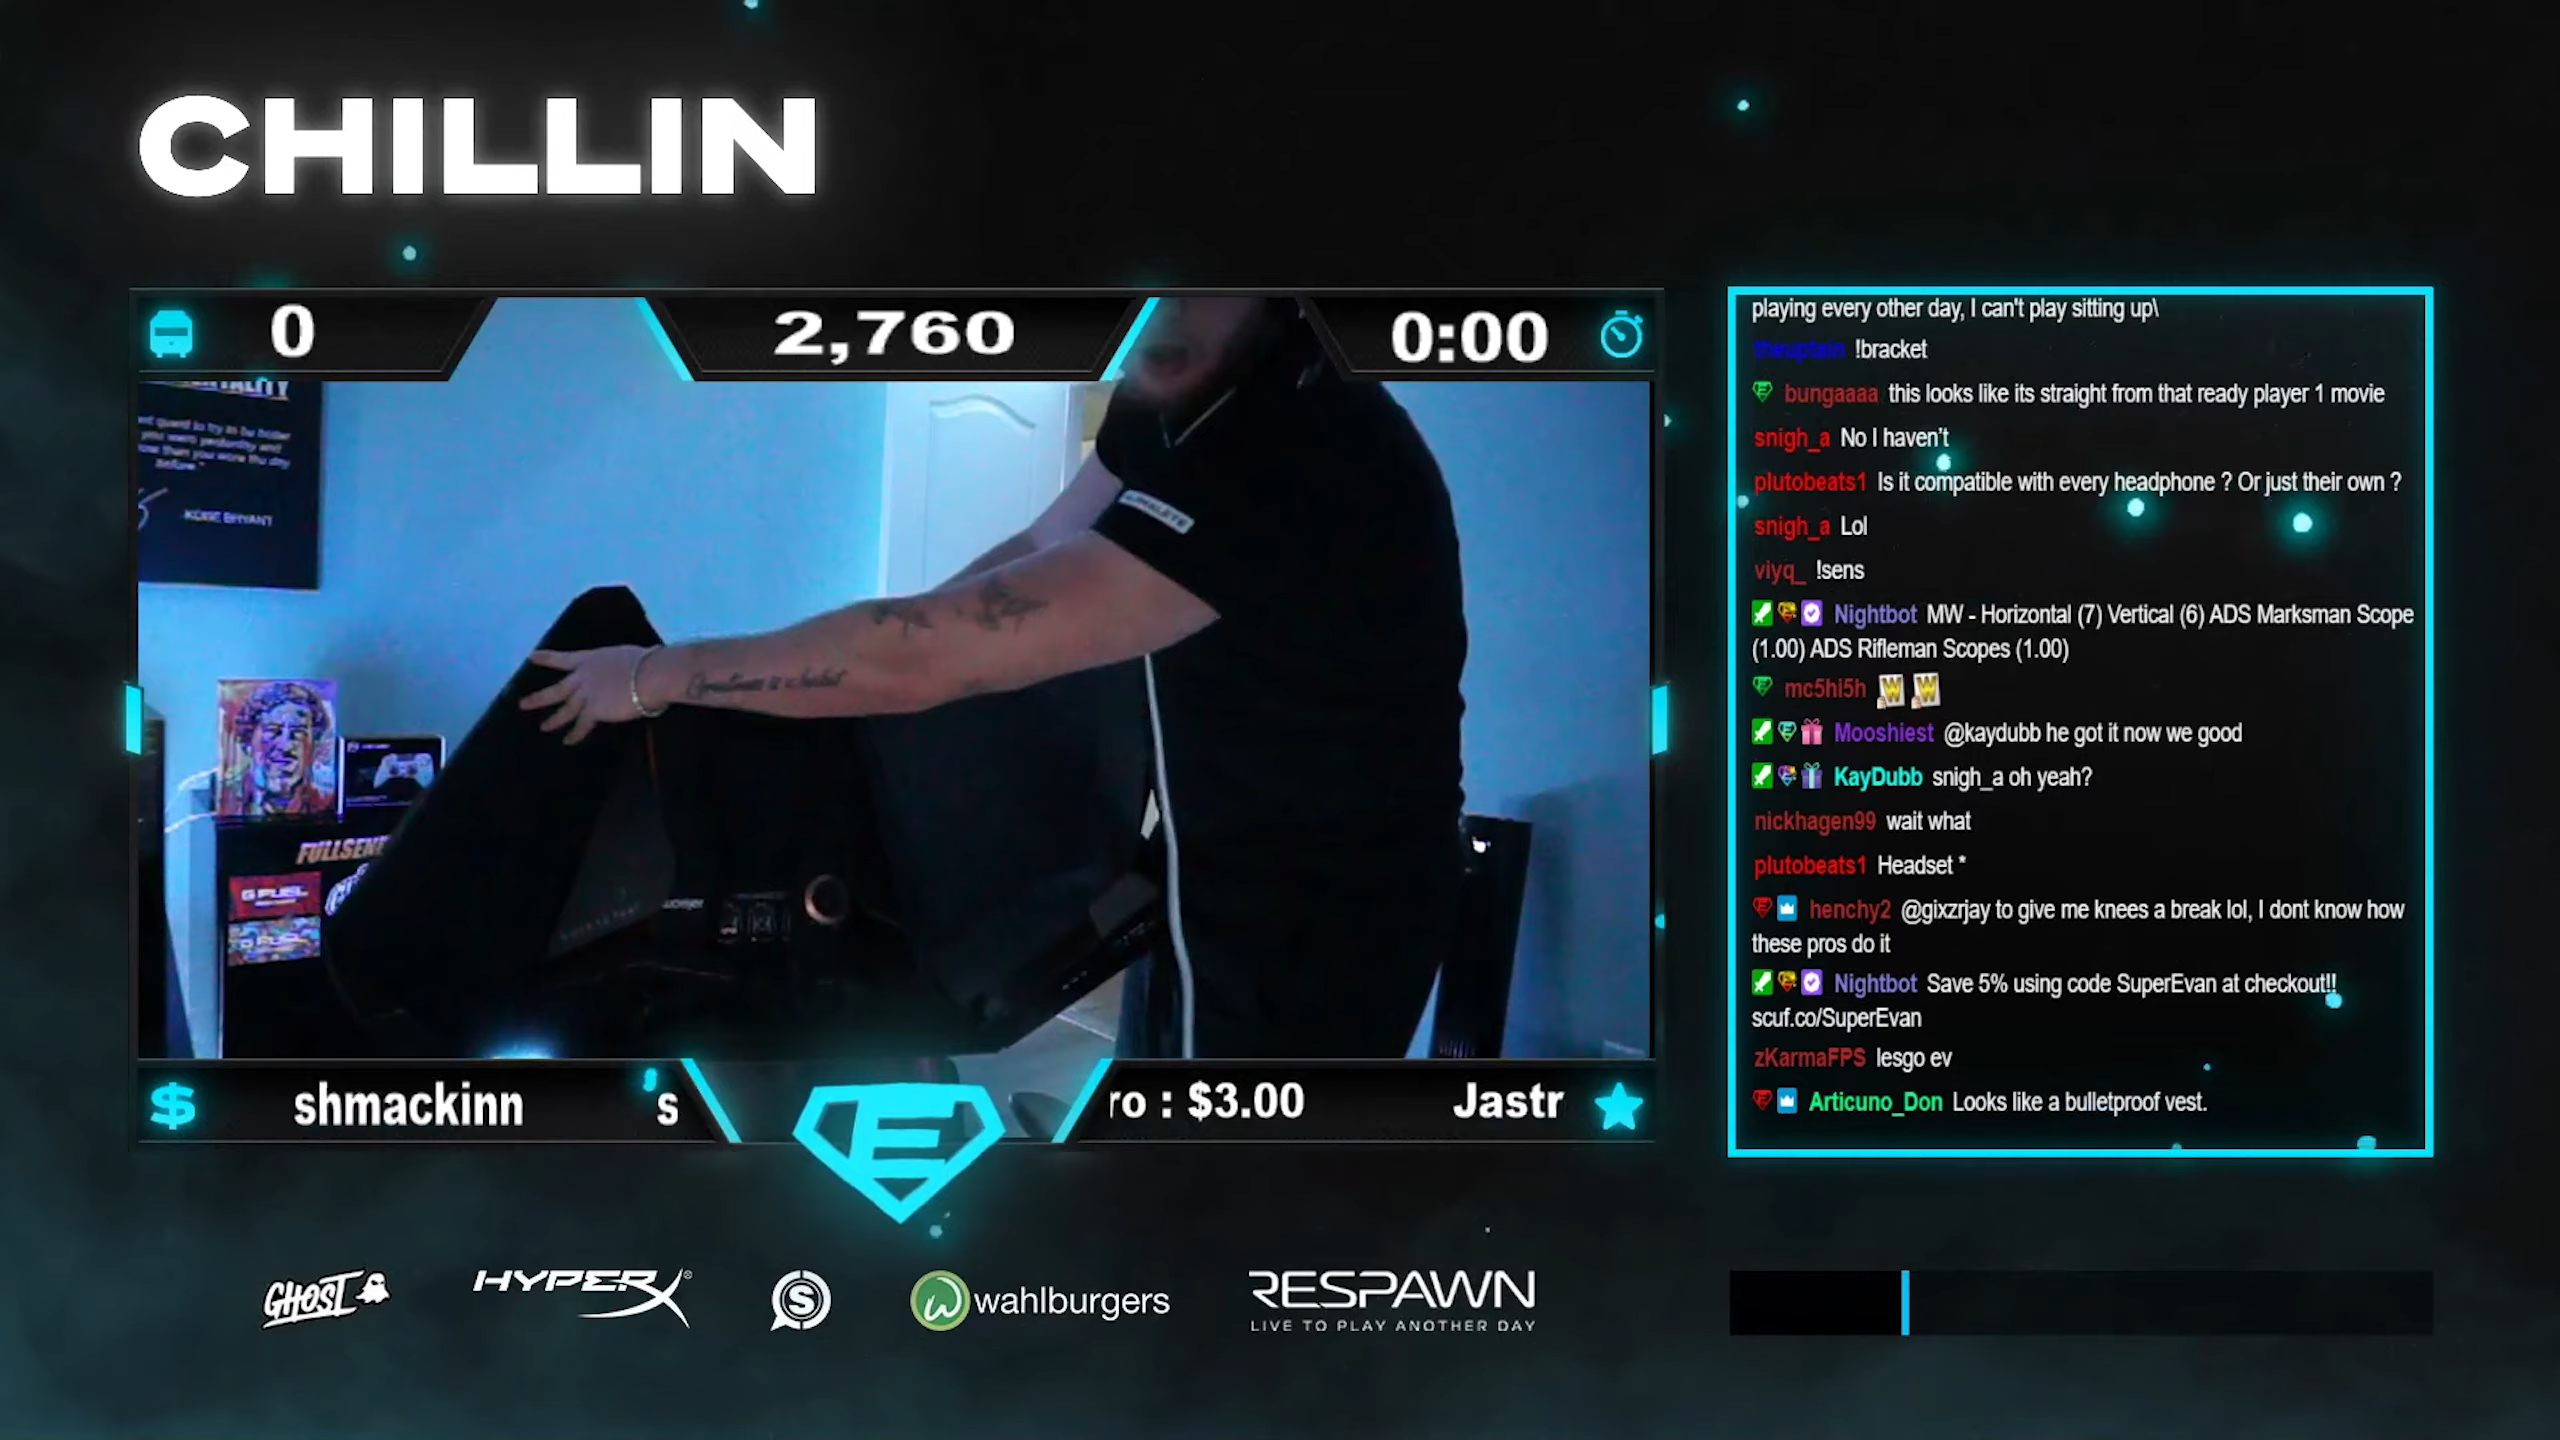 CHILLIN
0
2,760
0:00
KOBE BRYANT
FULLSEND
G FUEL
G FUEL
woojer
shmackinn
s
ro : $3.00
Jastr
E
GHOST
HYPERX
S
wahlburgers
RESPAWN
LIVE TO PLAY ANOTHER DAY
playing every other day, I can't play sitting up\
theuptain !bracket
bungaaaa this looks like its straight from that ready player 1 movie
snigh_a No I haven't
plutobeats1 Is it compatible with every headphone ? Or just their own ?
snigh_a Lol
viyq_ !sens
Nightbot MW - Horizontal (7) Vertical (6) ADS Marksman Scope
(1.00) ADS Rifleman Scopes (1.00)
mc5hi5h W W
Mooshiest @kaydubb he got it now we good
KayDubb snigh_a oh yeah?
nickhagen99 wait what
plutobeats1 Headset *
henchy2 @gixzrjay to give me knees a break lol, I dont know how
these pros do it
Nightbot Save 5% using code SuperEvan at checkout!!
scuf.co/SuperEvan
zKarmaFPS lesgo ev
Articuno_Don Looks like a bulletproof vest.